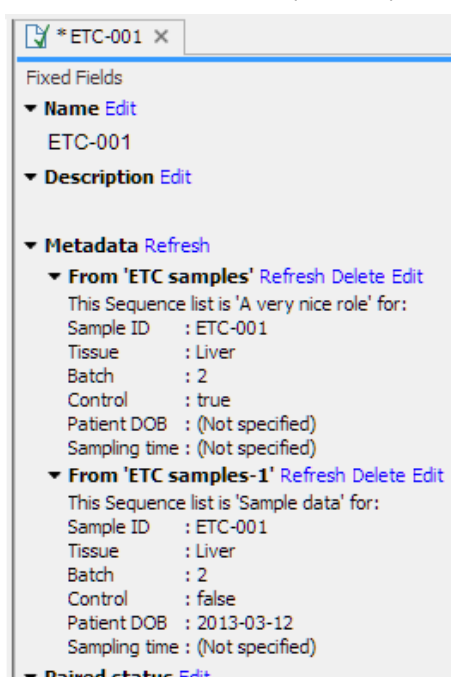 * ETC-001 ×
Fixed Fields
Name Edit
ETC-001
Description Edit
Metadata Refresh
From 'ETC samples' Refresh Delete Edit
This Sequence list is 'A very nice role' for:
Sample ID : ETC-001
Tissue : Liver
Batch : 2
Control : true
Patient DOB : (Not specified)
Sampling time : (Not specified)
From 'ETC samples-1' Refresh Delete Edit
This Sequence list is 'Sample data' for:
Sample ID : ETC-001
Tissue : Liver
Batch : 2
Control : false
Patient DOB : 2013-03-12
Sampling time : (Not specified)
Paired status Edit